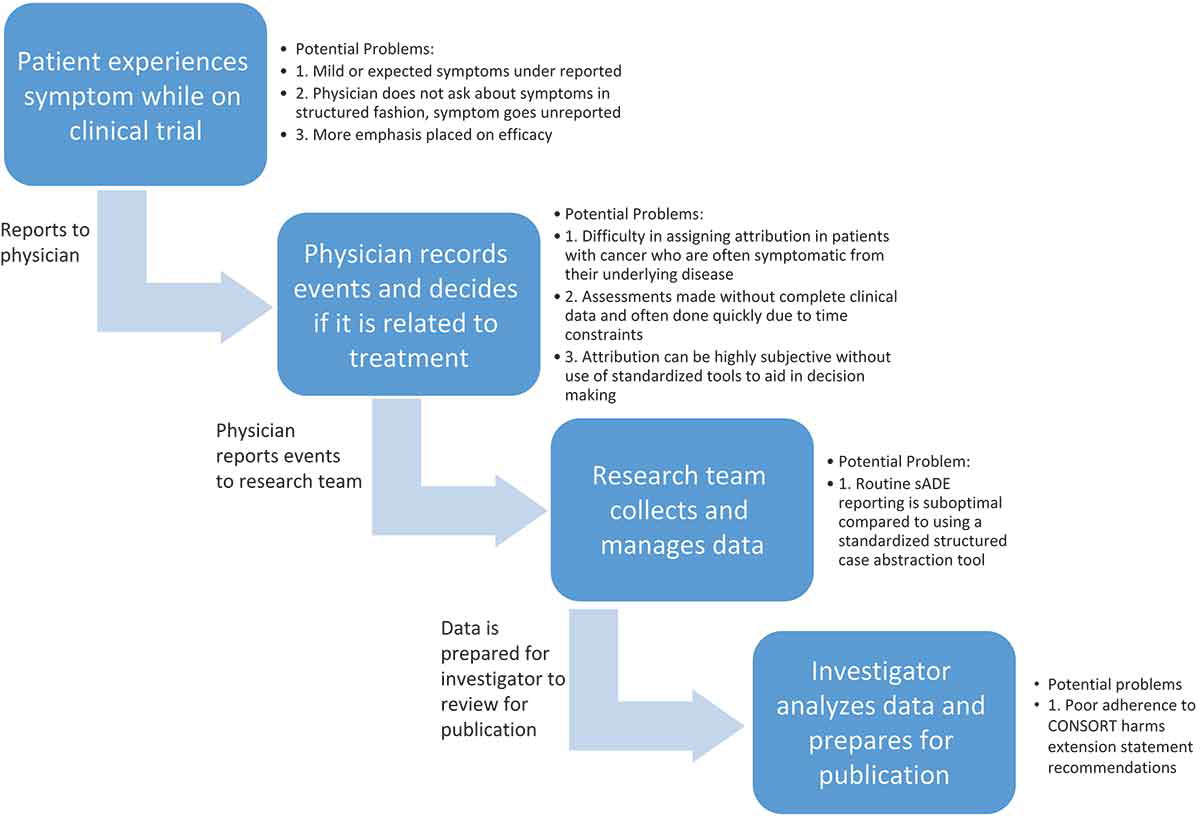 Patient experiences
symptom while on
clinical trial
• Potential Problems:
• 1. Mild or expected symptoms under reported
• 2. Physician does not ask about symptoms in
structured fashion, symptom goes unreported
• 3. More emphasis placed on efficacy
Reports to
physician
Physician records
events and decides
if it is related to
treatment
• Potential Problems:
• 1. Difficulty in assigning attribution in patients
with cancer who are often symptomatic from
their underlying disease
• 2. Assessments made without complete clinical
data and often done quickly due to time
constraints
• 3. Attribution can be highly subjective without
use of standardized tools to aid in decision
making
Physician
reports events
to research team
Research team
collects and
manages data
• Potential Problem:
• 1. Routine sADE
reporting is suboptimal
compared to using a
standardized structured
case abstraction tool
Data is
prepared for
investigator to
review for
publication
Investigator
analyzes data and
prepares for
publication
• Potential problems
• 1. Poor adherence to
CONSORT harms
extension statement
recommendations